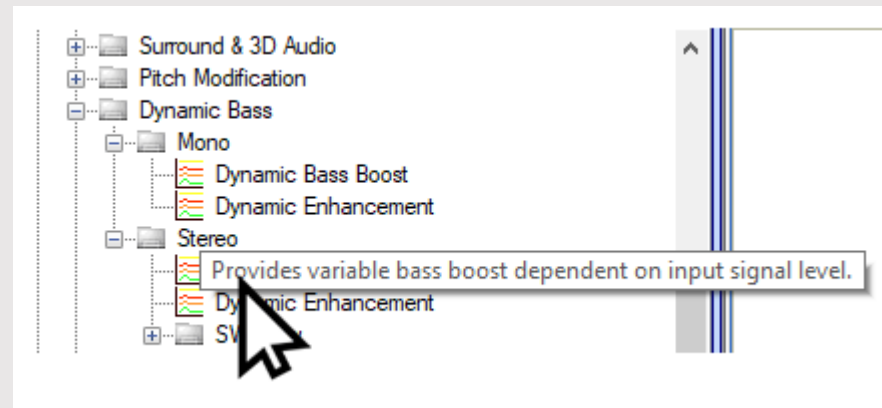 Surround & 3D Audio
Pitch Modification
Dynamic Bass
Mono
Dynamic Bass Boost
Dynamic Enhancement
Stereo
Provides variable bass boost dependent on input signal level.
Enhancement